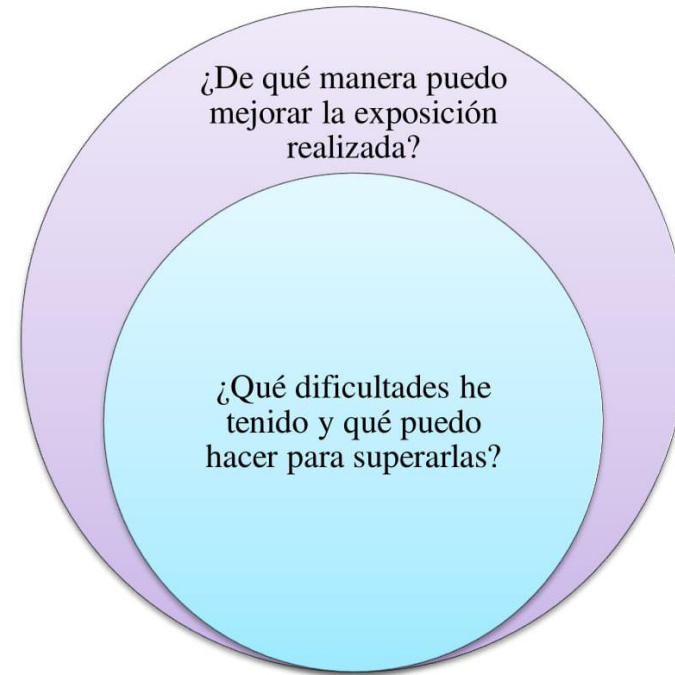 ¿De qué manera puedo
mejorar la exposición
realizada?
¿Qué dificultades he
tenido y qué puedo
hacer para superarlas?